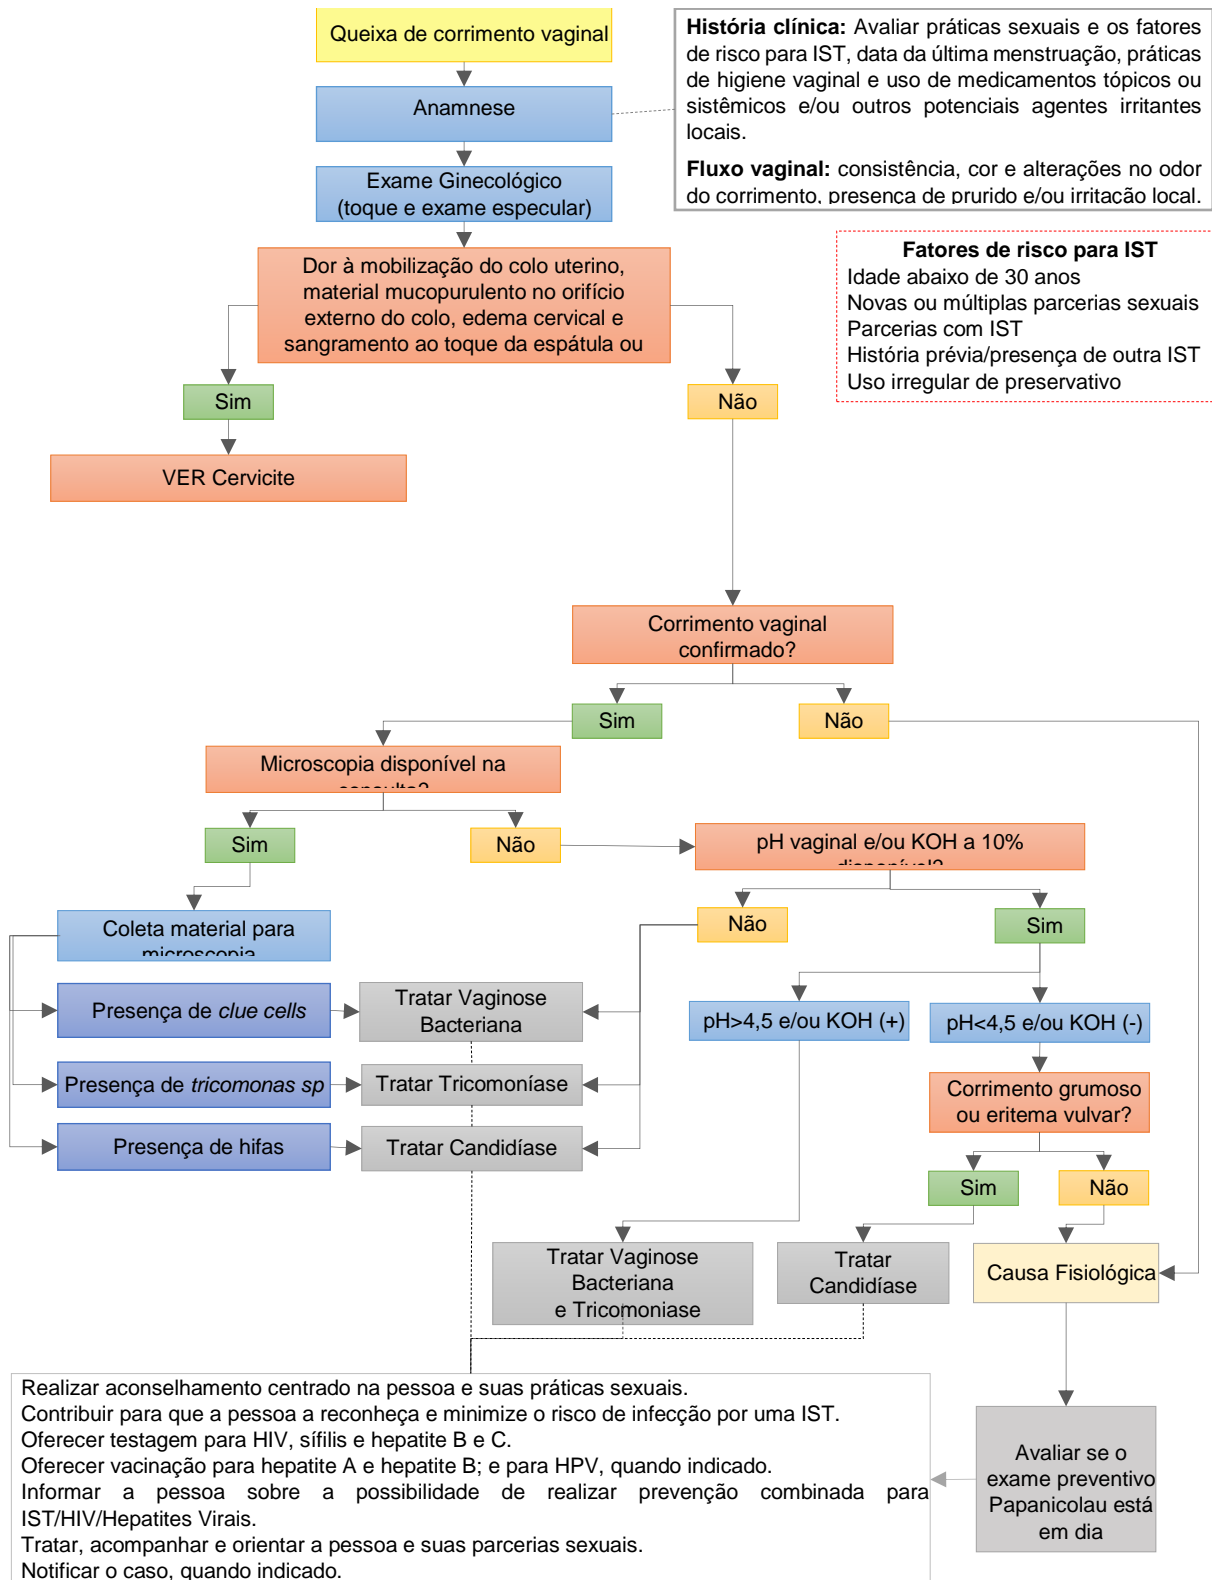 Queixa de corrimento vaginal
História clínica: Avaliar práticas sexuais e os fatores
de risco para IST, data da última menstruação, práticas
de higiene vaginal e uso de medicamentos tópicos ou
sistêmicos e/ou outros potenciais agentes irritantes
locais.
Fluxo vaginal: consistência, cor e alterações no odor
do corrimento, presença de prurido e/ou irritação local.
Anamnese
Exame Ginecológico
(toque e exame especular)
Fatores de risco para IST
Idade abaixo de 30 anos
Novas ou múltiplas parcerias sexuais
Parcerias com IST
História prévia/presença de outra IST
Uso irregular de preservativo
Dor à mobilização do colo uterino,
material mucopurulento no orifício
externo do colo, edema cervical e
sangramento ao toque da espátula ou
Sim
Não
VER Cervicite
Corrimento vaginal
confirmado?
Sim
Não
Microscopia disponível na
consulta?
Sim
Não
pH vaginal e/ou KOH a 10%
disponível?
Não
Sim
Coleta material para
microscopia
Presença de clue cells
Tratar Vaginose
Bacteriana
pH>4,5 e/ou KOH (+)
pH<4,5 e/ou KOH (-)
Presença de tricomonas sp
Tratar Tricomoníase
Corrimento grumoso
ou eritema vulvar?
Presença de hifas
Tratar Candidíase
Sim
Não
Tratar Vaginose
Bacteriana
e Tricomoniase
Tratar
Candidíase
Causa Fisiológica
Realizar aconselhamento centrado na pessoa e suas práticas sexuais.
Contribuir para que a pessoa a reconheça e minimize o risco de infecção por uma IST.
Oferecer testagem para HIV, sífilis e hepatite B e C.
Oferecer vacinação para hepatite A e hepatite B; e para HPV, quando indicado.
Informar a pessoa sobre a possibilidade de realizar prevenção combinada para
IST/HIV/Hepatites Virais.
Tratar, acompanhar e orientar a pessoa e suas parcerias sexuais.
Notificar o caso, quando indicado.
Avaliar se o
exame preventivo
Papanicolau está
em dia